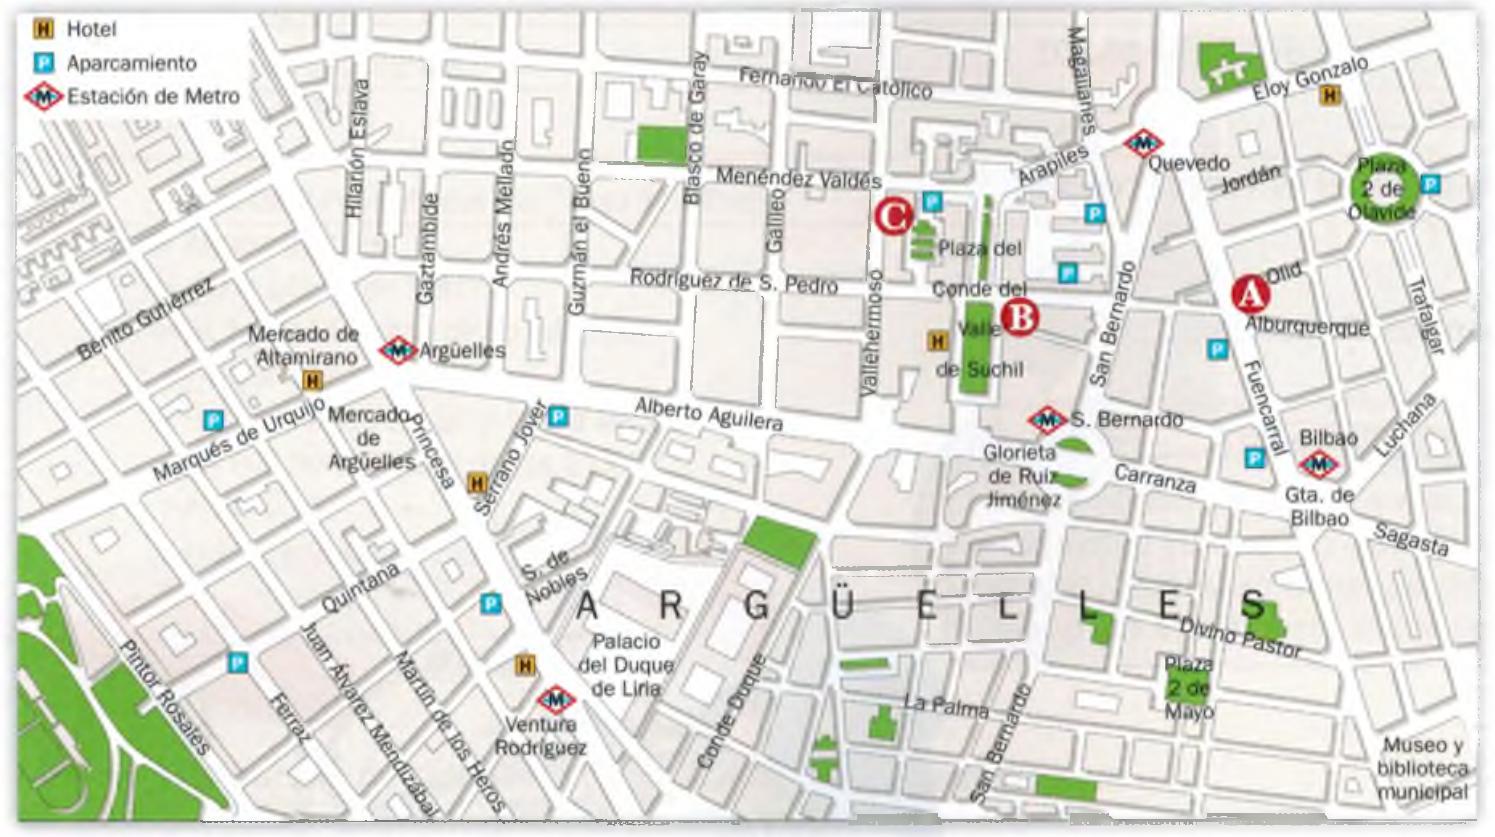 H Hotel
P Aparcamiento
M Estación de Metro
Fernando El Católico
Magallanes
Eloy Gonzalo
H
Hilarión Eslava
Gaztambide
Andrés Mellado
Guzmán el Bueno
Blasco de Garay
Galileo
Menéndez Valdés
Arapiles
M
Quevedo
Jordán
Plaza
2 de
Olavide
P
C
P
P
Plaza del
Conde del
Valle
de Suchil
P
B
H
Vallehermoso
Rodríguez de S. Pedro
San Bernardo
A
Olid
Alburquerque
P
Fuencarral
Trafalgar
Luchana
Benito Gutiérrez
Mercado de
Altamirano
H
M Argüelles
P
Marqués de Urquijo
Mercado
de
Argüelles
Princesa
Serrano Jover
H
P
Alberto Aguilera
M S. Bernardo
Glorieta
de Ruiz
Jiménez
Carranza
P
Bilbao
M
Gta. de
Bilbao
Sagasta
S. de
Nobles
Quintana
P
ARGÜELLES
Palacio
del Duque
de Liria
Divino Pastor
Plaza
2 de
Mayo
Pintor Rosales
P
Ferraz
Juan Álvarez Mendizábal
Martín de los Heros
H
M
Ventura
Rodríguez
Conde Duque
La Palma
San Bernardo
Museo y
biblioteca
municipal